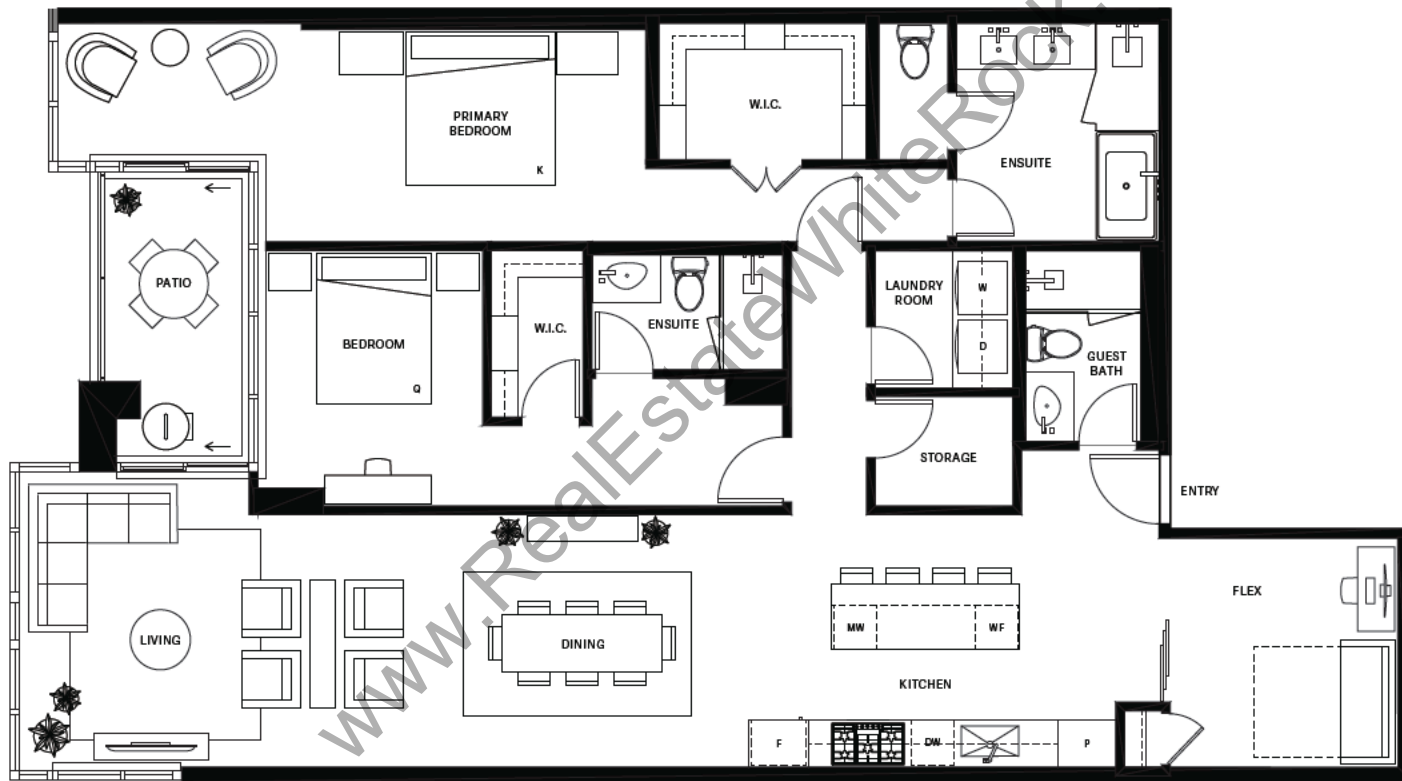 PRIMARY
BEDROOM
K
W.I.C.
ENSUITE
PATIO
BEDROOM
Q
W.I.C.
ENSUITE
LAUNDRY
ROOM
W
D
GUEST
BATH
STORAGE
ENTRY
LIVING
DINING
MW
WF
KITCHEN
FLEX
F
DW
P
www.RealEstateWhiteRock.